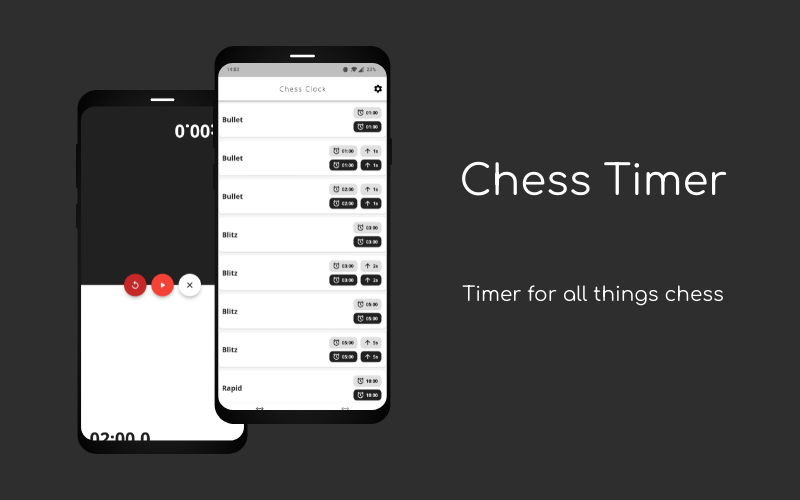 14:03 23%
Chess Clock
Bullet 01:00
01:00
Bullet 01:00 1s
01:00 1s
Bullet 02:00 1s
02:00 1s
Blitz 03:00
03:00
Blitz 03:00 2s
03:00 2s
Blitz 05:00
05:00
Blitz 05:00 5s
05:00 5s
Rapid 10:00
10:00
02:00.0
Chess Timer
Timer for all things chess